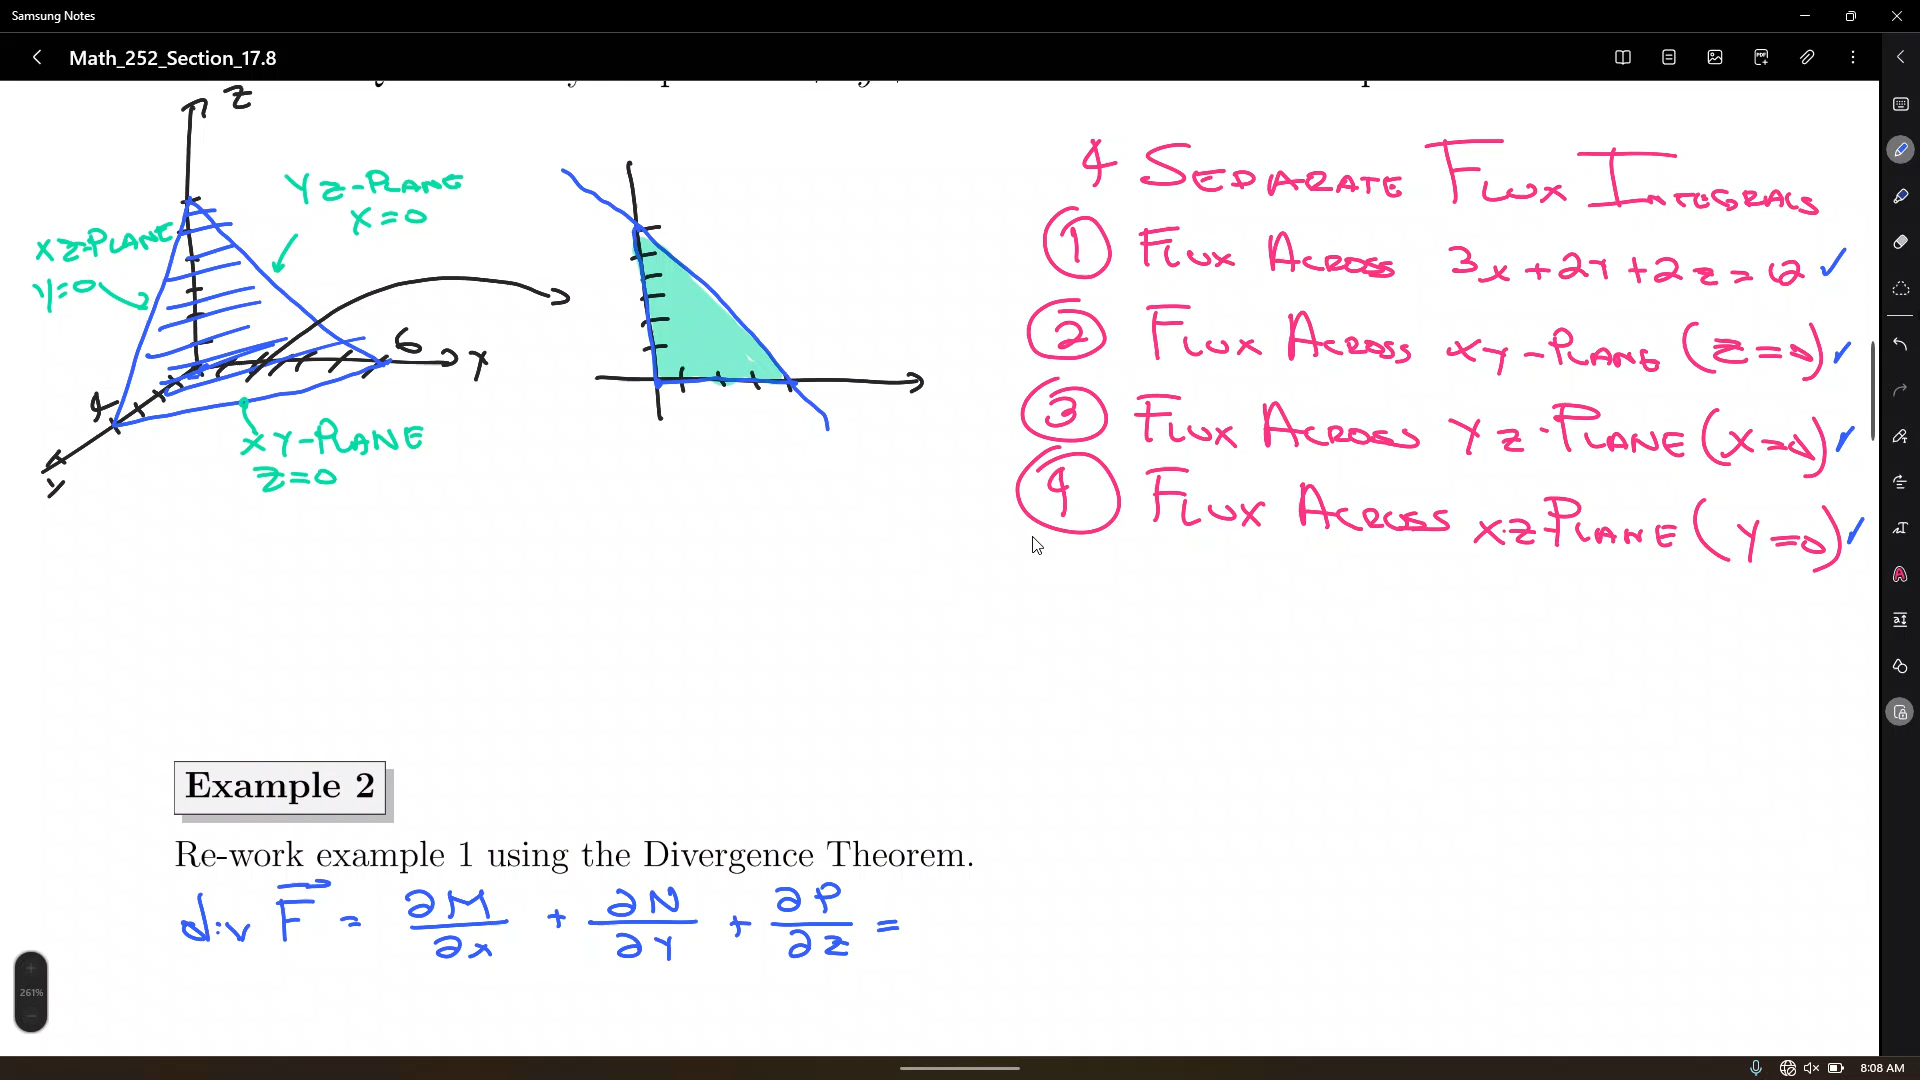 Samsung Notes
Math_252_Section_17.8
Z
YZ-PLANE
X=0
XZ-PLANE
Y=0
6
4
XY-PLANE
Z=0
Y
4 SEPARATE FLUX INTEGRALS
① FLUX ACROSS 3x+2Y+2Z=12 ✓
② FLUX ACROSS XY-PLANE (Z=0) ✓
③ FLUX ACROSS YZ-PLANE (X=0) ✓
④ FLUX ACROSS XZ-PLANE (Y=0) ✓
Example 2
Re-work example 1 using the Divergence Theorem.
div F⃗ = ∂M/∂x + ∂N/∂Y + ∂P/∂Z =
261%
8:08 AM